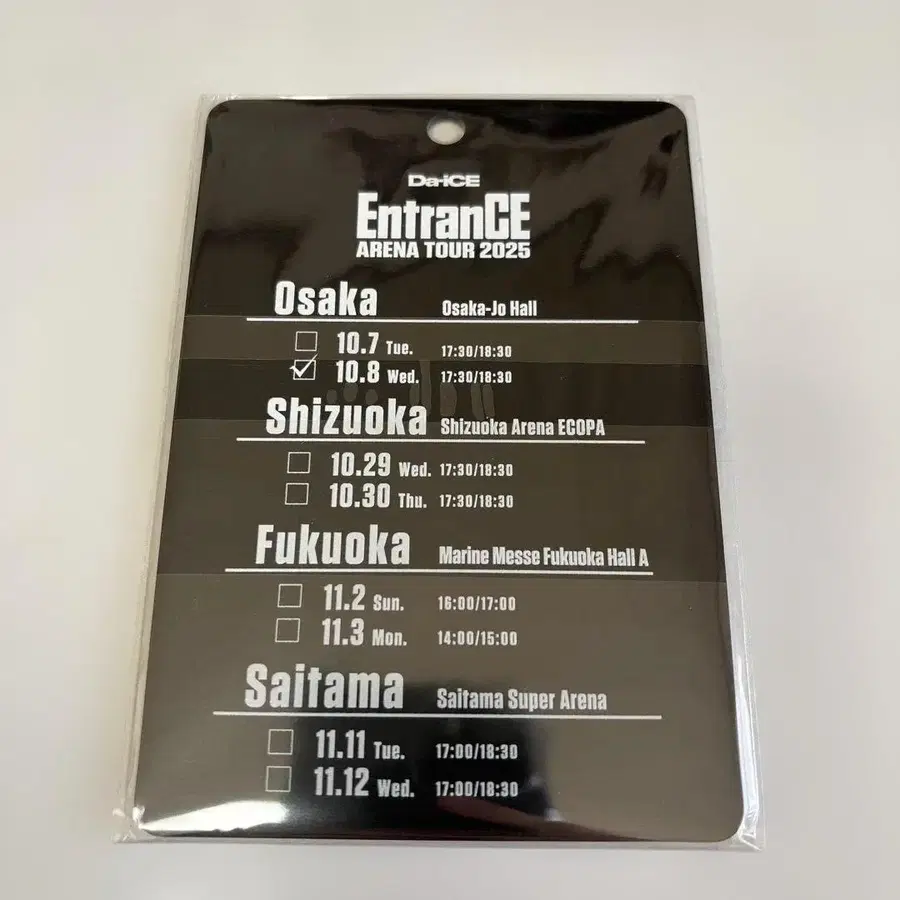 Da-iCE
EntranCE
ARENA TOUR 2025
Osaka Osaka-Jo Hall
10.7 Tue. 17:30/18:30
10.8 Wed. 17:30/18:30
Shizuoka Shizuoka Arena ECOPA
10.29 Wed. 17:30/18:30
10.30 Thu. 17:30/18:30
Fukuoka Marine Messe Fukuoka Hall A
11.2 Sun. 16:00/17:00
11.3 Mon. 14:00/15:00
Saitama Saitama Super Arena
11.11 Tue. 17:00/18:30
11.12 Wed. 17:00/18:30